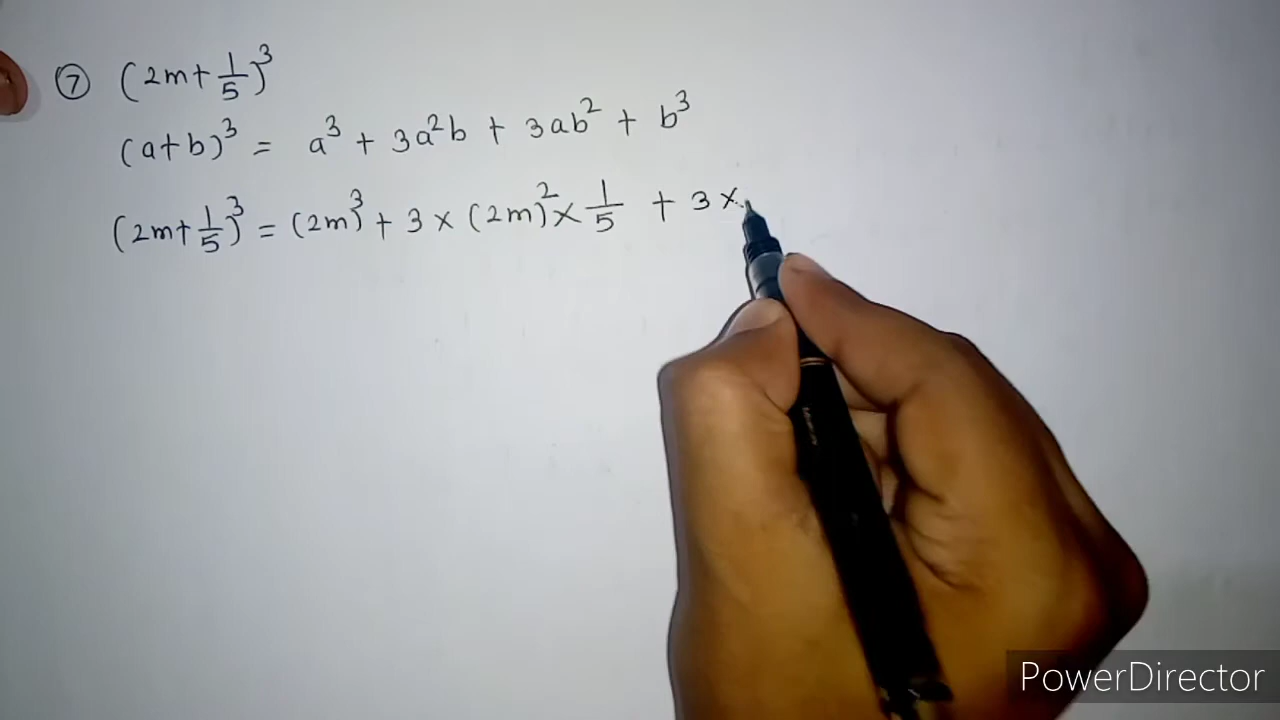 ⑦ (2m+1/5)³
(a+b)³ = a³ + 3a²b + 3ab² + b³
(2m+1/5)³ = (2m)³ + 3 × (2m)² × 1/5 + 3 ×
PowerDirector